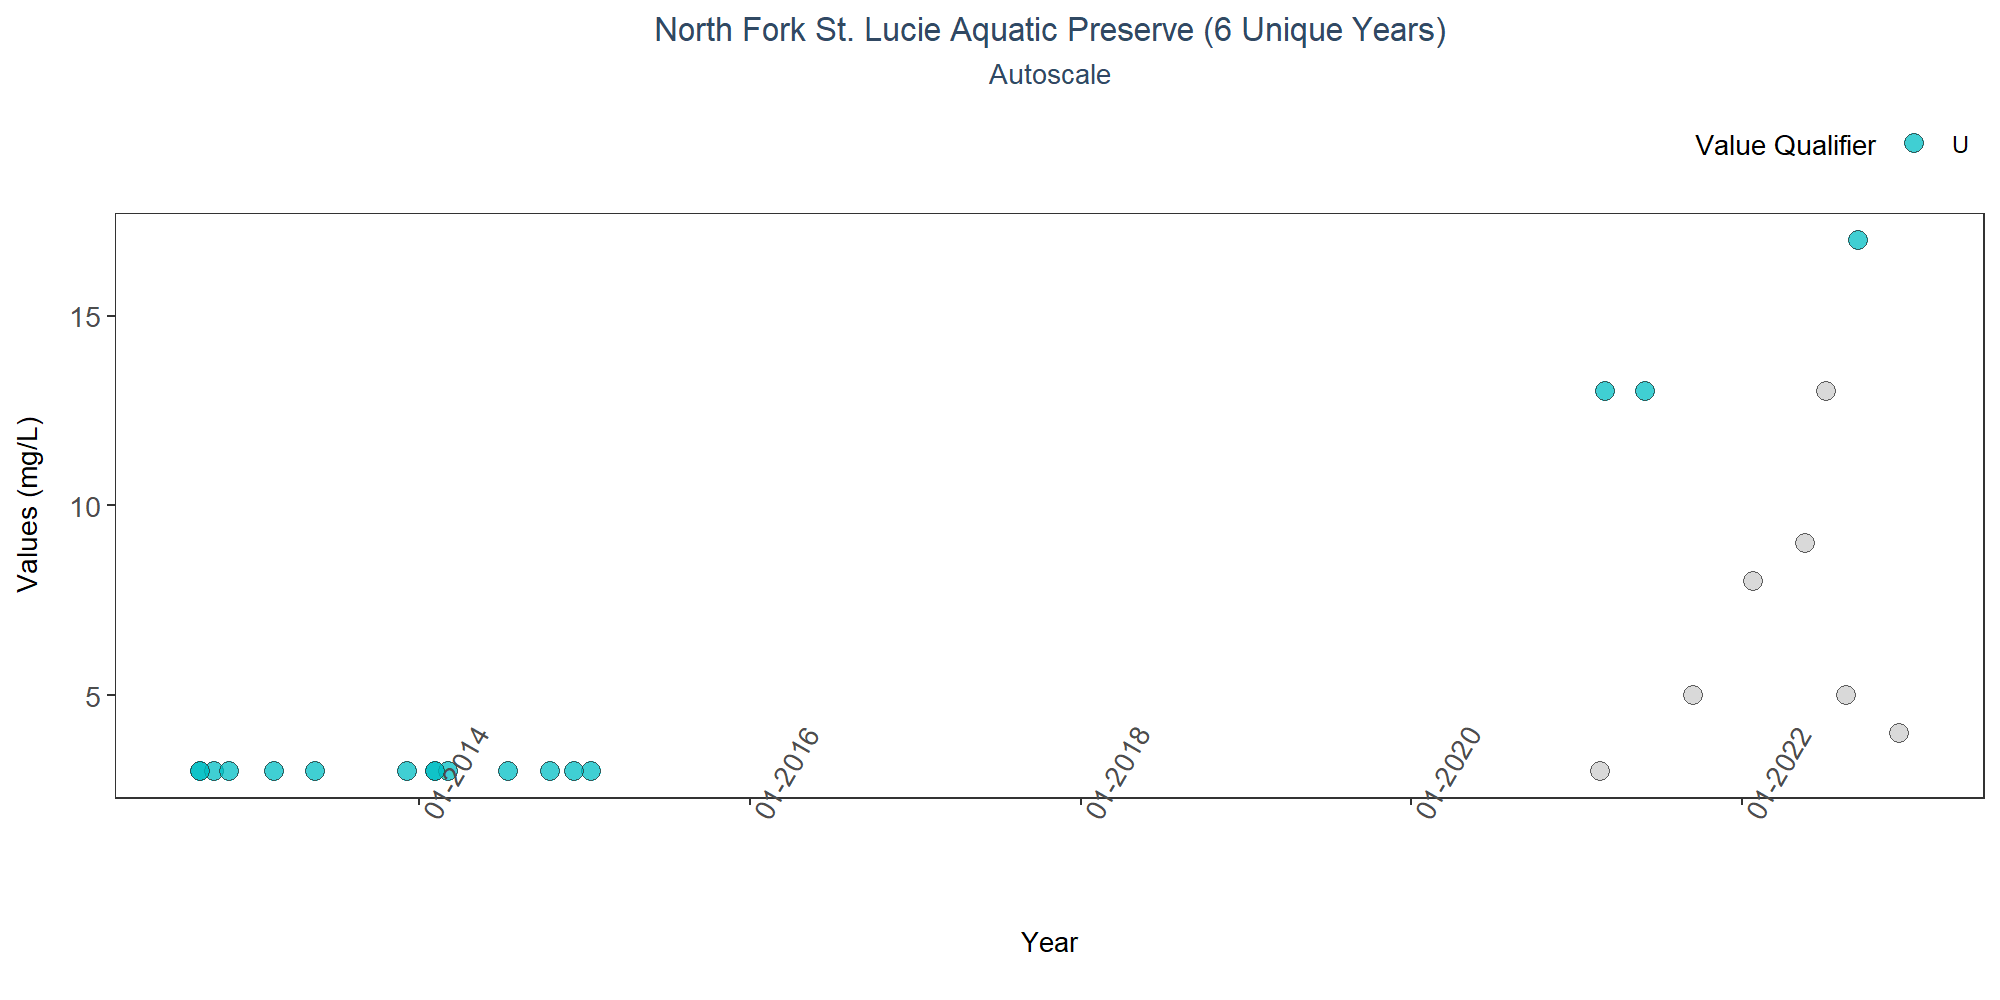 North Fork St. Lucie Aquatic Preserve (6 Unique Years)
Autoscale
Value Qualifier U
15
10
5
Values (mg/L)
01-2014
01-2016
01-2018
01-2020
01-2022
Year